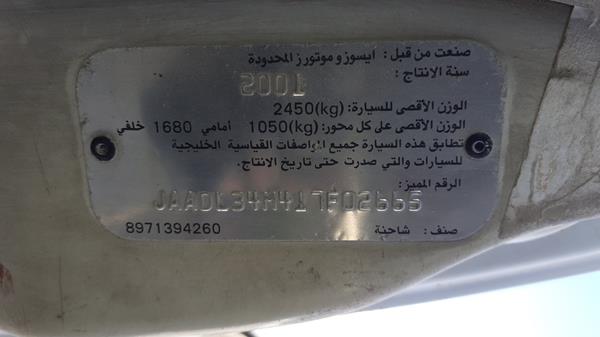 صنعت من قبل : ايسوزو موتورز المحدودة
سنة الانتاج : 2001
الوزن الأقصى للسيارة: 2450(kg)
الوزن الأقصى على كل محور: 1050(kg) أمامي 1680 خلفي
تطابق هذه السيارة جميع المواصفات القياسية الخليجية
للسيارات والتي صدرت حتى تاريخ الانتاج.
الرقم المميز:
JAADL34M417F02665
صنف : شاحنة 8971394260